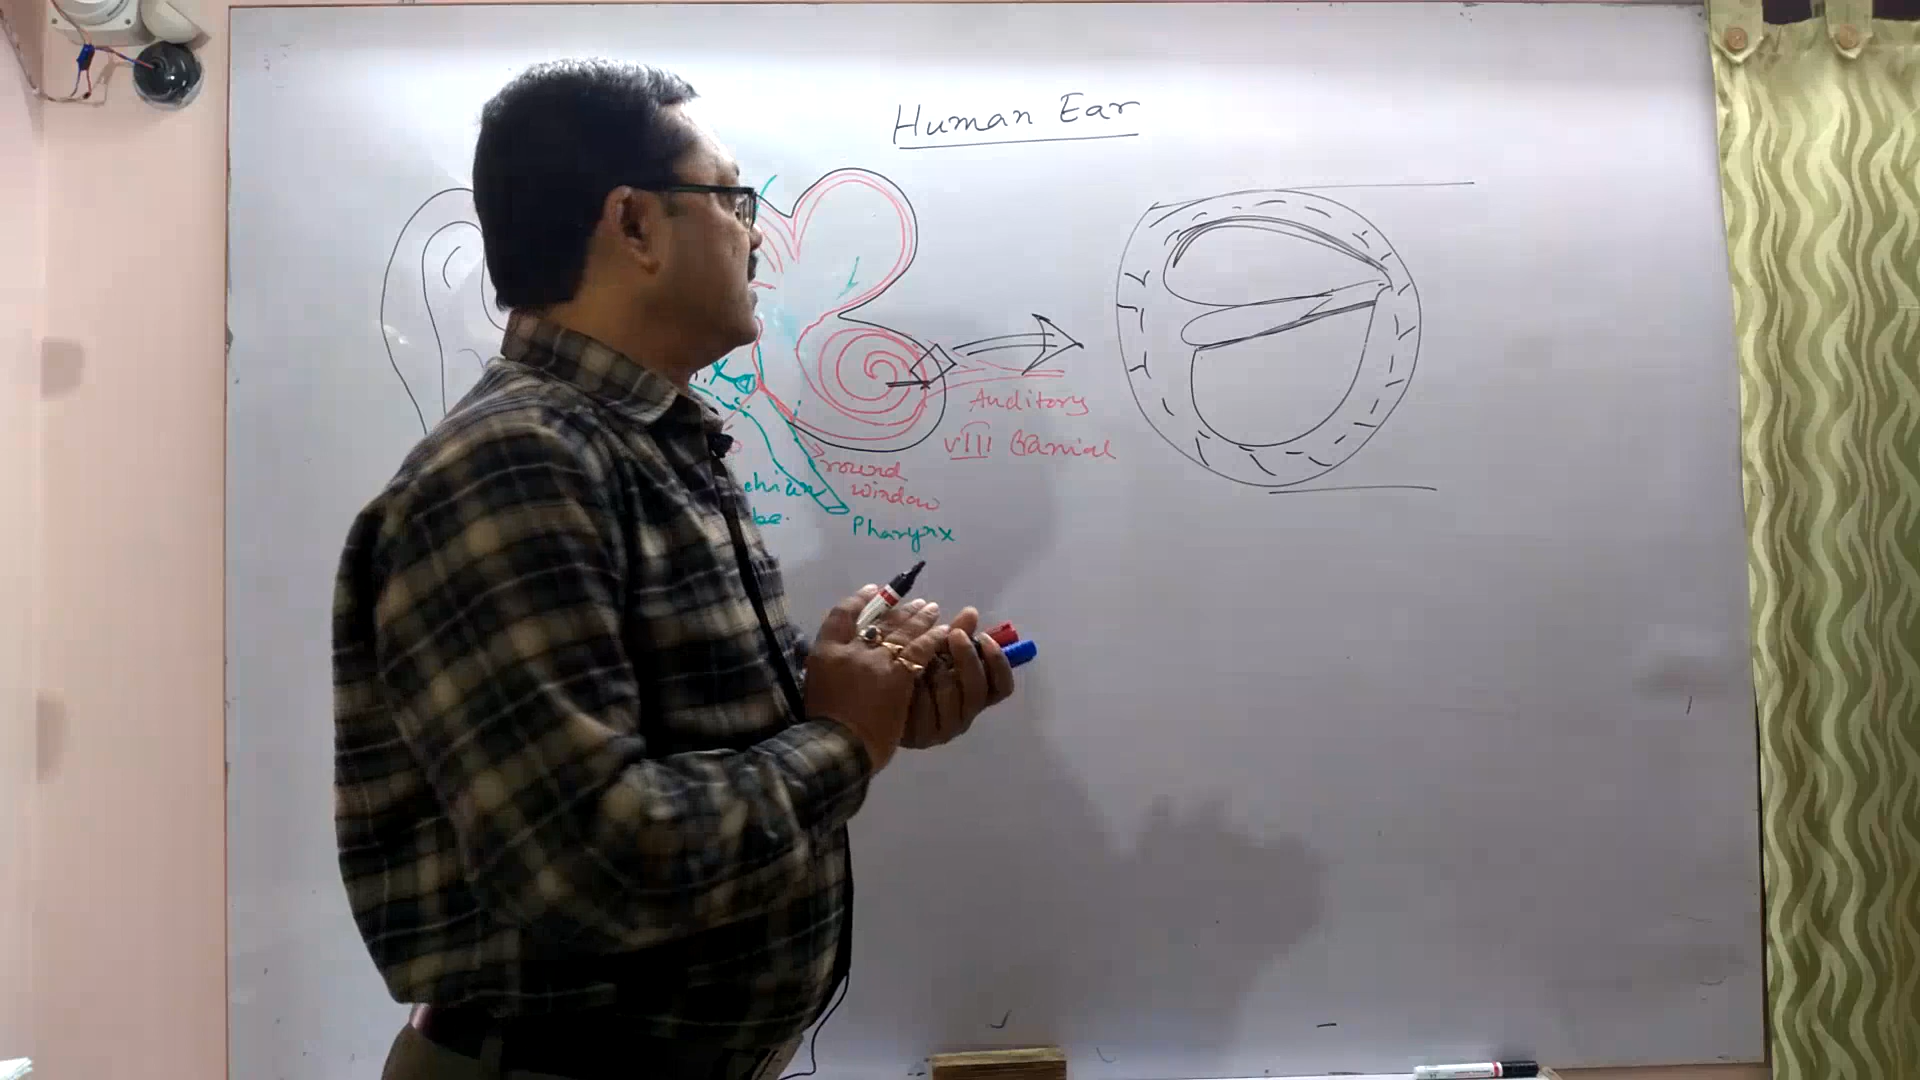 Human Ear
Auditory
VIII Cranial
round
window
Pharynx